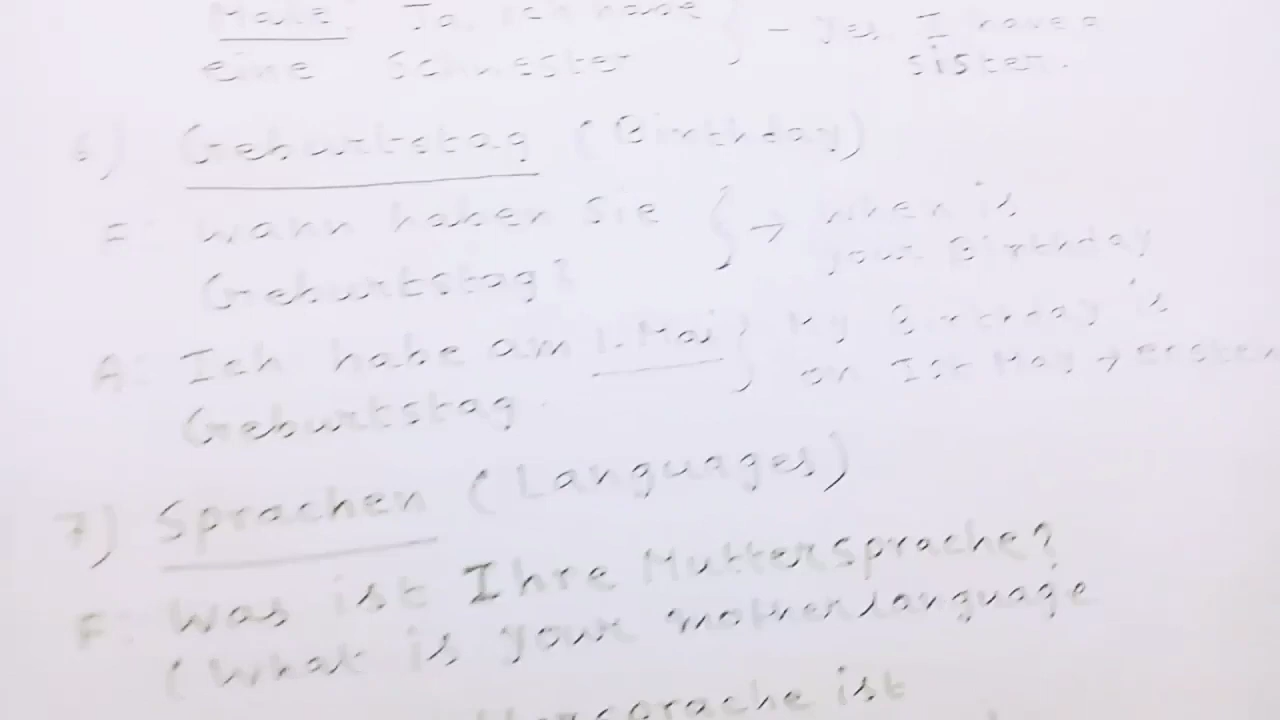 Ja, Ich habe } - Yes, I have a
eine Schwester sister.
6) Geburtstag (Birthday)
F: Wann haben Sie } → When is
Geburtstag? your Birthday
A: Ich habe am 1. Mai } My Birthday is
Geburtstag. on 1st May → ersten
7) Sprachen (Languages)
F: Was ist Ihre Muttersprache?
(What is your mother language
ist